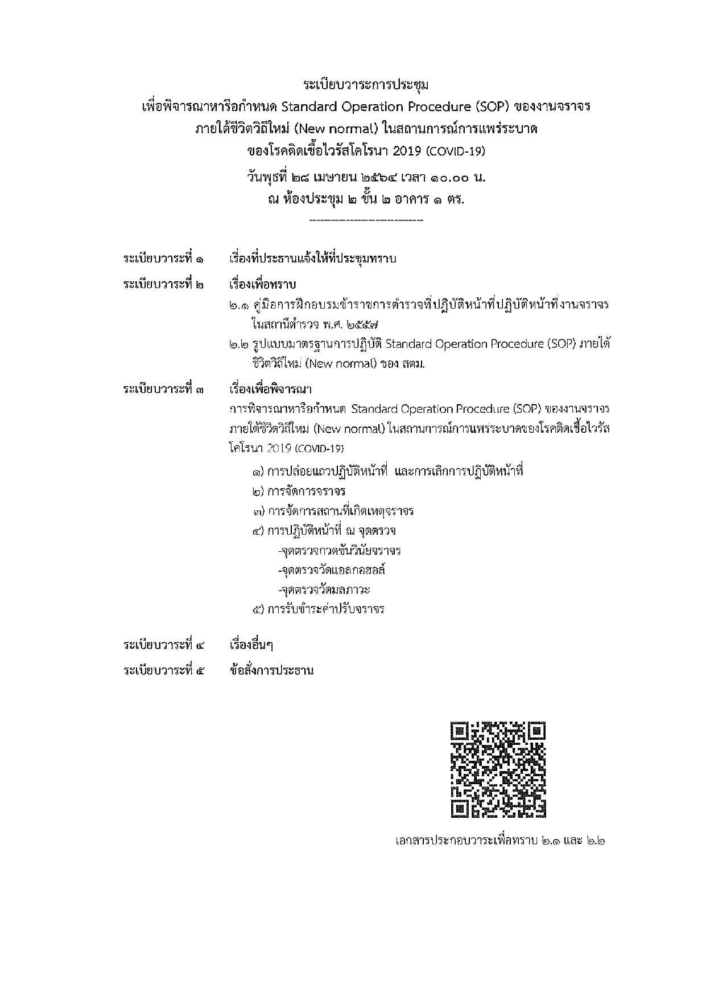 ระเบียบวาระการประชุม
เพื่อพิจารณาหารือกำหนด Standard Operation Procedure (SOP) ของงานจราจร
ภายใต้ชีวิตวิถีใหม่ (New normal) ในสถานการณ์การแพร่ระบาด
ของโรคติดเชื้อไวรัสโคโรนา 2019 (COVID-19)
วันพุธที่ ๒๘ เมษายน ๒๕๖๔ เวลา ๑๐.๐๐ น.
ณ ห้องประชุม ๒ ชั้น ๒ อาคาร ๑ ตร.
-------------------------------
ระเบียบวาระที่ ๑ เรื่องที่ประธานแจ้งให้ที่ประชุมทราบ
ระเบียบวาระที่ ๒ เรื่องเพื่อทราบ
๒.๑ คู่มือการฝึกอบรมข้าราชการตำรวจที่ปฏิบัติหน้าที่ปฏิบัติหน้าที่งานจราจร
ในสถานีตำรวจ พ.ศ. ๒๕๕๗
๒.๒ รูปแบบมาตรฐานการปฏิบัติ Standard Operation Procedure (SOP) ภายใต้
ชีวิตวิถีใหม่ (New normal) ของ สตม.
ระเบียบวาระที่ ๓ เรื่องเพื่อพิจารณา
การพิจารณาหารือกำหนด Standard Operation Procedure (SOP) ของงานจราจร
ภายใต้ชีวิตวิถีใหม่ (New normal) ในสถานการณ์การแพร่ระบาดของโรคติดเชื้อไวรัส
โคโรนา 2019 (COVID-19)
๑) การปล่อยแถวปฏิบัติหน้าที่ และการเลิกการปฏิบัติหน้าที่
๒) การจัดการจราจร
๓) การจัดการสถานที่เกิดเหตุจราจร
๔) การปฏิบัติหน้าที่ ณ จุดตรวจ
-จุดตรวจกวดขันวินัยจราจร
-จุดตรวจวัดแอลกอฮอล์
-จุดตรวจวัดมลภาวะ
๕) การรับชำระค่าปรับจราจร
ระเบียบวาระที่ ๔ เรื่องอื่นๆ
ระเบียบวาระที่ ๕ ข้อสั่งการประธาน
เอกสารประกอบวาระเพื่อทราบ ๒.๑ และ ๒.๒